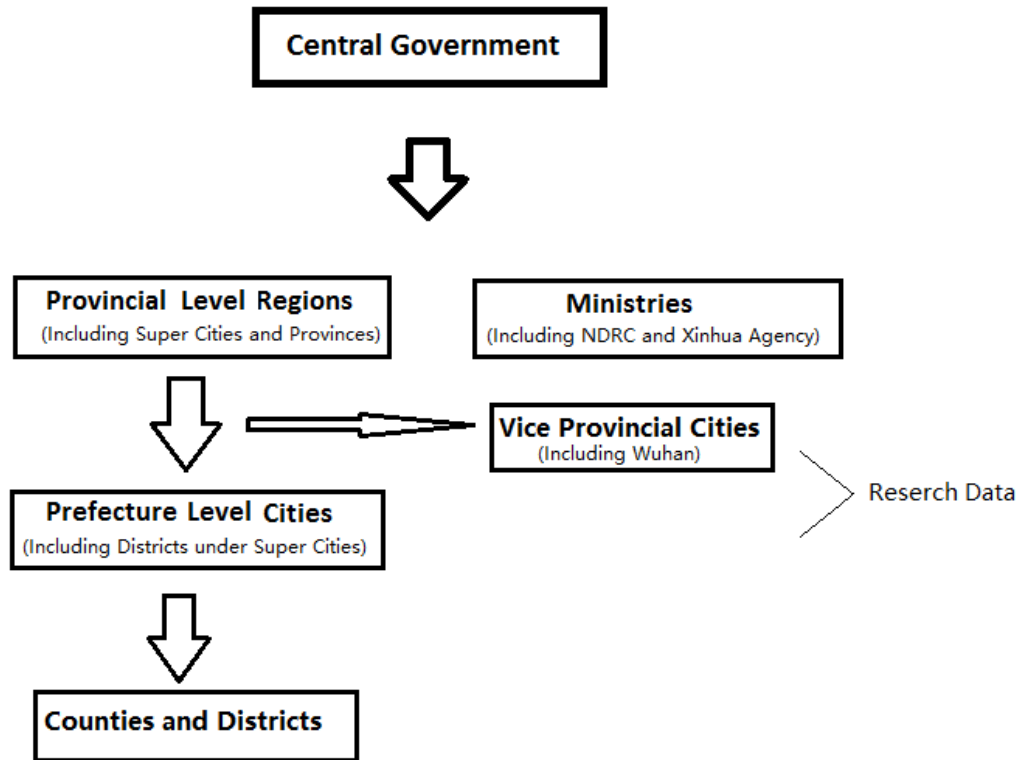 Central Government
Provincial Level Regions
(Including Super Cities and Provinces)
Ministries
(Including NDRC and Xinhua Agency)
Vice Provincial Cities
(Including Wuhan)
Reserch Data
Prefecture Level Cities
(Including Districts under Super Cities)
Counties and Districts